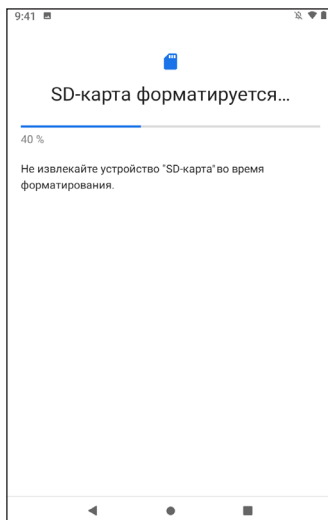 9:41
SD-карта форматируется...
40 %
Не извлекайте устройство "SD-карта" во время
форматирования.